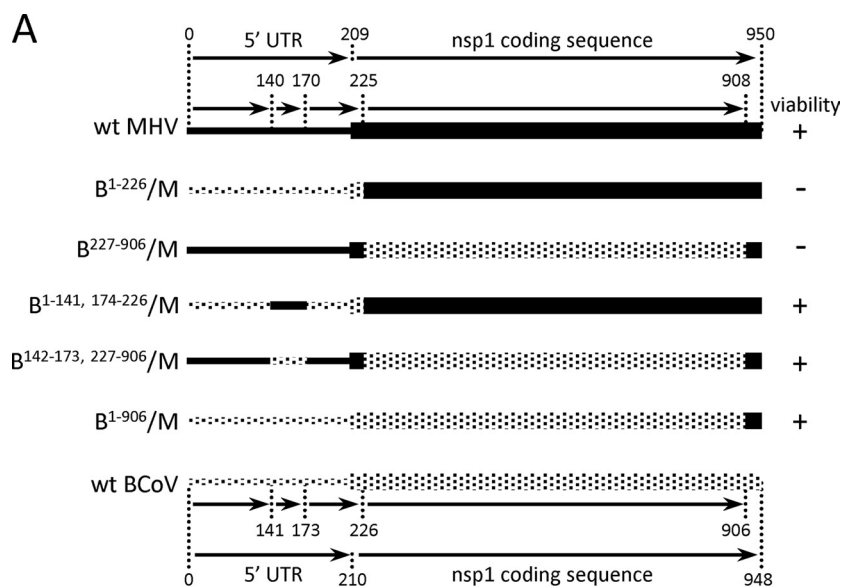 A
0 5' UTR 209 nsp1 coding sequence 950
140 170 225 908 viability
wt MHV +
B1-226/M -
B227-906/M -
B1-141, 174-226/M +
B142-173, 227-906/M +
B1-906/M +
wt BCoV
141 173 226 906
0 5' UTR 210 nsp1 coding sequence 948